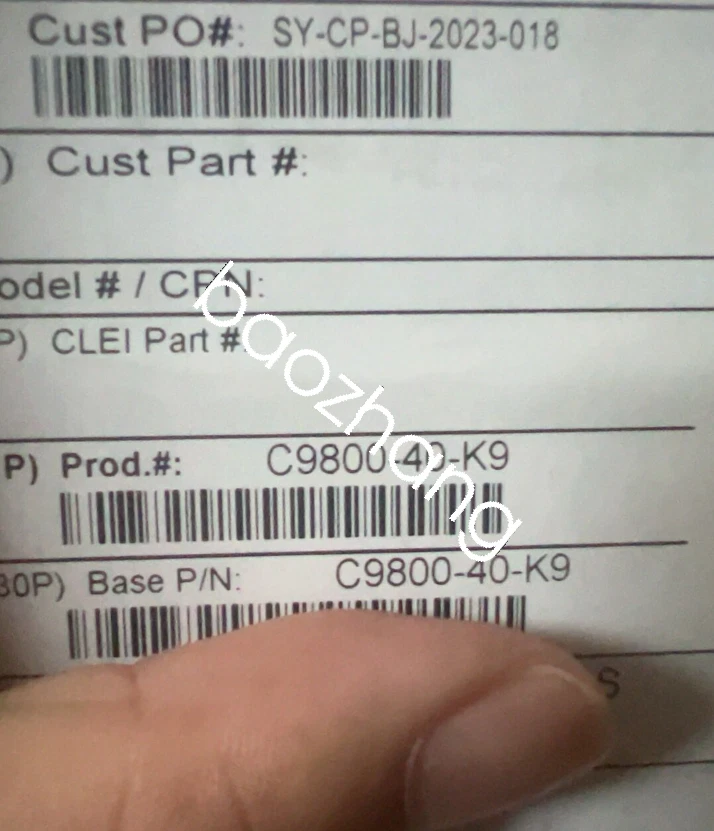 Cust PO#: SY-CP-BJ-2023-018
) Cust Part #:
odel # / CPN:
P) CLEI Part #
baozhang
P) Prod.#: C9800-40-K9
30P) Base P/N: C9800-40-K9
S